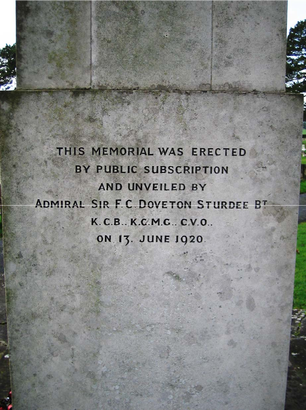 THIS MEMORIAL WAS ERECTED
BY PUBLIC SUBSCRIPTION
AND UNVEILED BY
ADMIRAL SIR F.C. DOVETON STURDEE BT.
K.C.B., K.C.M.G., C.V.O.,
ON 13. JUNE 1920